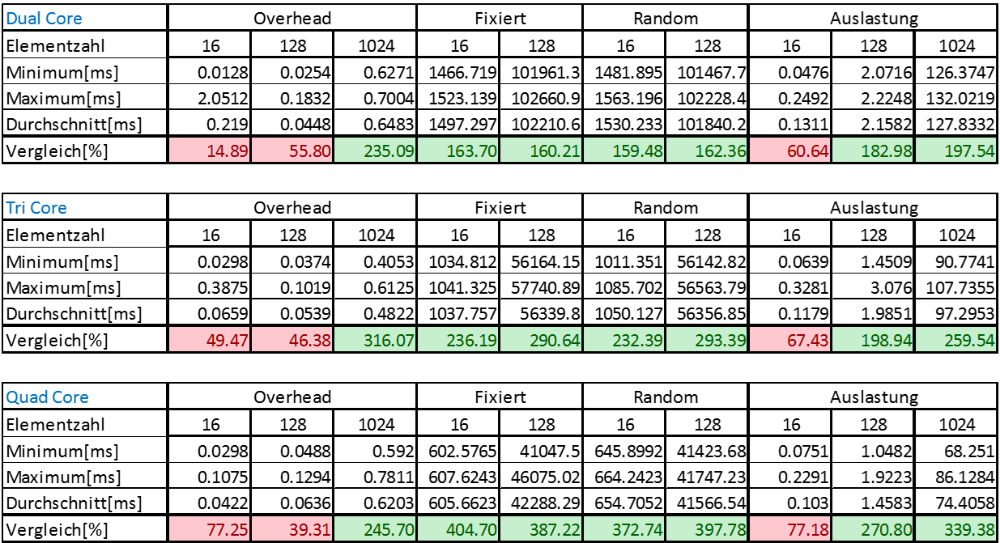 Dual Core Overhead Fixiert Random Auslastung
Elementzahl 16 128 1024 16 128 16 128 16 128 1024
Minimum[ms] 0.0128 0.0254 0.6271 1466.719 101961.3 1481.895 101467.7 0.0476 2.0716 126.3747
Maximum[ms] 2.0512 0.1832 0.7004 1523.139 102660.9 1563.196 102228.4 0.2492 2.2248 132.0219
Durchschnitt[ms] 0.219 0.0448 0.6483 1497.297 102210.6 1530.233 101840.2 0.1311 2.1582 127.8332
Vergleich[%] 14.89 55.80 235.09 163.70 160.21 159.48 162.36 60.64 182.98 197.54
Tri Core Overhead Fixiert Random Auslastung
Elementzahl 16 128 1024 16 128 16 128 16 128 1024
Minimum[ms] 0.0298 0.0374 0.4053 1034.812 56164.15 1011.351 56142.82 0.0639 1.4509 90.7741
Maximum[ms] 0.3875 0.1019 0.6125 1041.325 57740.89 1085.702 56563.79 0.3281 3.076 107.7355
Durchschnitt[ms] 0.0659 0.0539 0.4822 1037.757 56339.8 1050.127 56356.85 0.1179 1.9851 97.2953
Vergleich[%] 49.47 46.38 316.07 236.19 290.64 232.39 293.39 67.43 198.94 259.54
Quad Core Overhead Fixiert Random Auslastung
Elementzahl 16 128 1024 16 128 16 128 16 128 1024
Minimum[ms] 0.0298 0.0488 0.592 602.5765 41047.5 645.8992 41423.68 0.0751 1.0482 68.251
Maximum[ms] 0.1075 0.1294 0.7811 607.6243 46075.02 664.2423 41747.23 0.2291 1.9223 86.1284
Durchschnitt[ms] 0.0422 0.0636 0.6203 605.6623 42288.29 654.7052 41566.54 0.103 1.4583 74.4058
Vergleich[%] 77.25 39.31 245.70 404.70 387.22 372.74 397.78 77.18 270.80 339.38